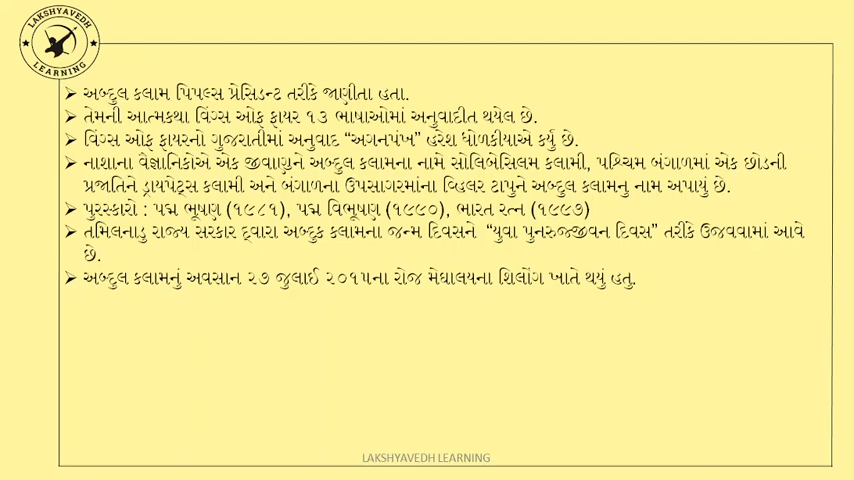 LAKSHYAVEDH
LEARNING
➢ અબ્દુલ કલામ પિપલ્સ પ્રેસિડન્ટ તરીકે જાણીતા હતા.
➢ તેમની આત્મકથા વિંગ્સ ઓફ ફાયર ૧૩ ભાષાઓમાં અનુવાદીત થયેલ છે.
➢ વિંગ્સ ઓફ ફાયરનો ગુજરાતીમાં અનુવાદ “અગનપંખ” હરેશ ધોળકીયાએ કર્યુ છે.
➢ નાશાના વૈજ્ઞાનિકોએ એક જીવાણુને અબ્દુલ કલામના નામે સોલિબેસિલમ કલામી, પશ્ચિમ બંગાળમાં એક છોડની
પ્રજાતિને ડ્રાયપેટ્સ કલામી અને બંગાળના ઉપસાગરમાંના વ્હિલર ટાપુને અબ્દુલ કલામનુ નામ અપાયું છે.
➢ પુરસ્કારો : પદ્મ ભૂષણ (૧૯૮૧), પદ્મ વિભૂષણ (૧૯૯૦), ભારત રત્ન (૧૯૯૭)
➢ તમિલનાડુ રાજ્ય સરકાર દ્વારા અબ્દુક કલામના જન્મ દિવસને “યુવા પુનરુજ્જીવન દિવસ” તરીકે ઉજવવામાં આવે
છે.
➢ અબ્દુલ કલામનું અવસાન ૨૭ જુલાઈ ૨૦૧૫ના રોજ મેઘાલયના શિલોંગ ખાતે થયું હતુ.
LAKSHYAVEDH LEARNING